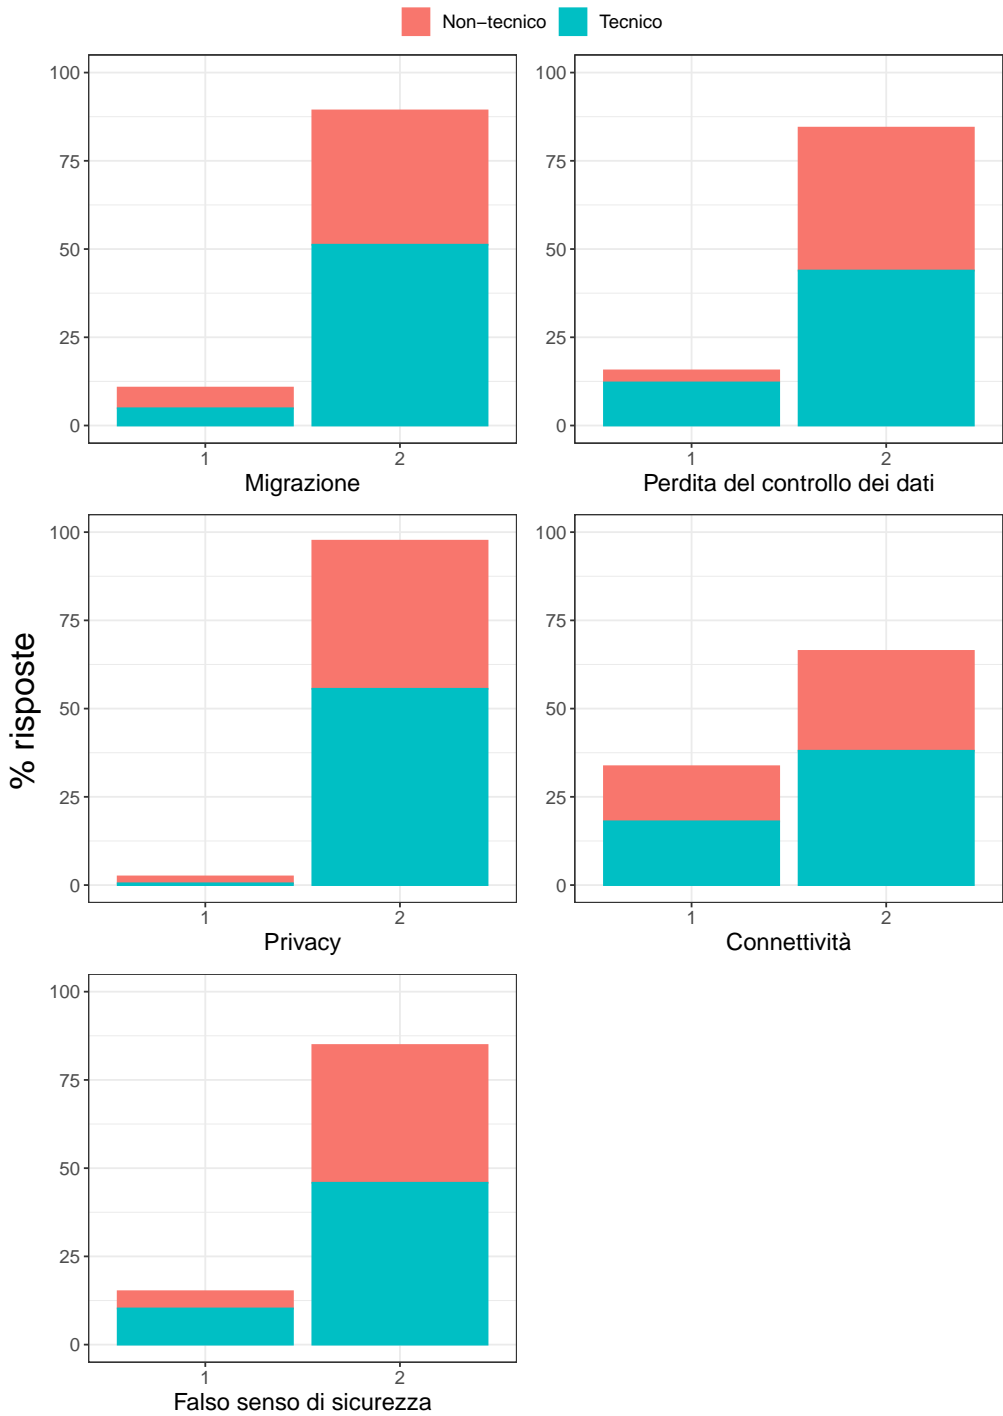 Non−tecnico Tecnico
100 100
75 75
50 50
25 25
0 0
1 2 1 2
Migrazione Perdita del controllo dei dati
% risposte
100 100
75 75
50 50
25 25
0 0
1 2 1 2
Privacy Connettività
100
75
50
25
0
1 2
Falso senso di sicurezza